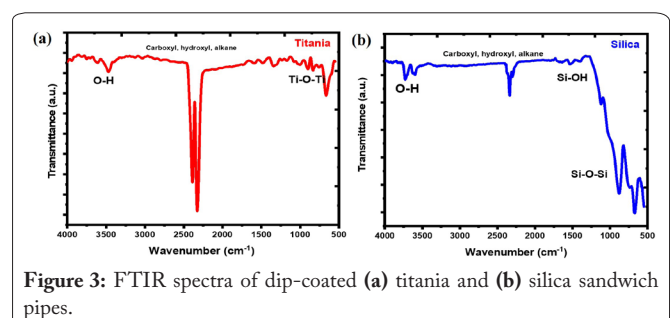 (a)
Titania
Carboxyl, hydroxyl, alkane
O-H
Ti-O-Ti
Transmittance (a.u.)
4000 3500 3000 2500 2000 1500 1000 500
Wavenumber (cm-1)
(b)
Silica
Carboxyl, hydroxyl, alkane
O-H
Si-OH
Si-O-Si
Transmittance (a.u.)
4000 3500 3000 2500 2000 1500 1000 500
Wavenumber (cm-1)
Figure 3: FTIR spectra of dip-coated (a) titania and (b) silica sandwich
pipes.